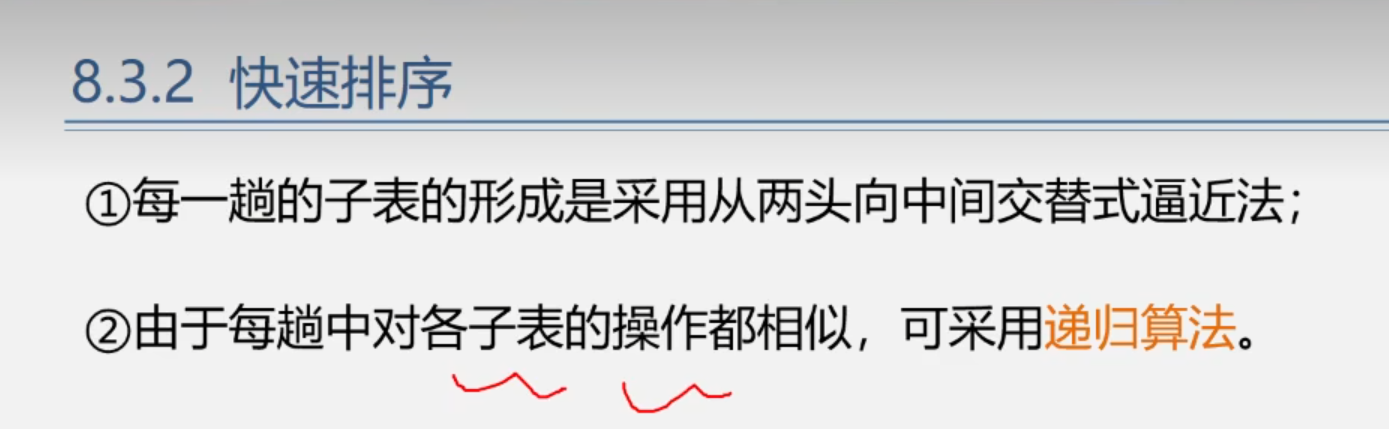 8.3.2 快速排序
①每一趟的子表的形成是采用从两头向中间交替式逼近法；
②由于每趟中对各子表的操作都相似，可采用递归算法。